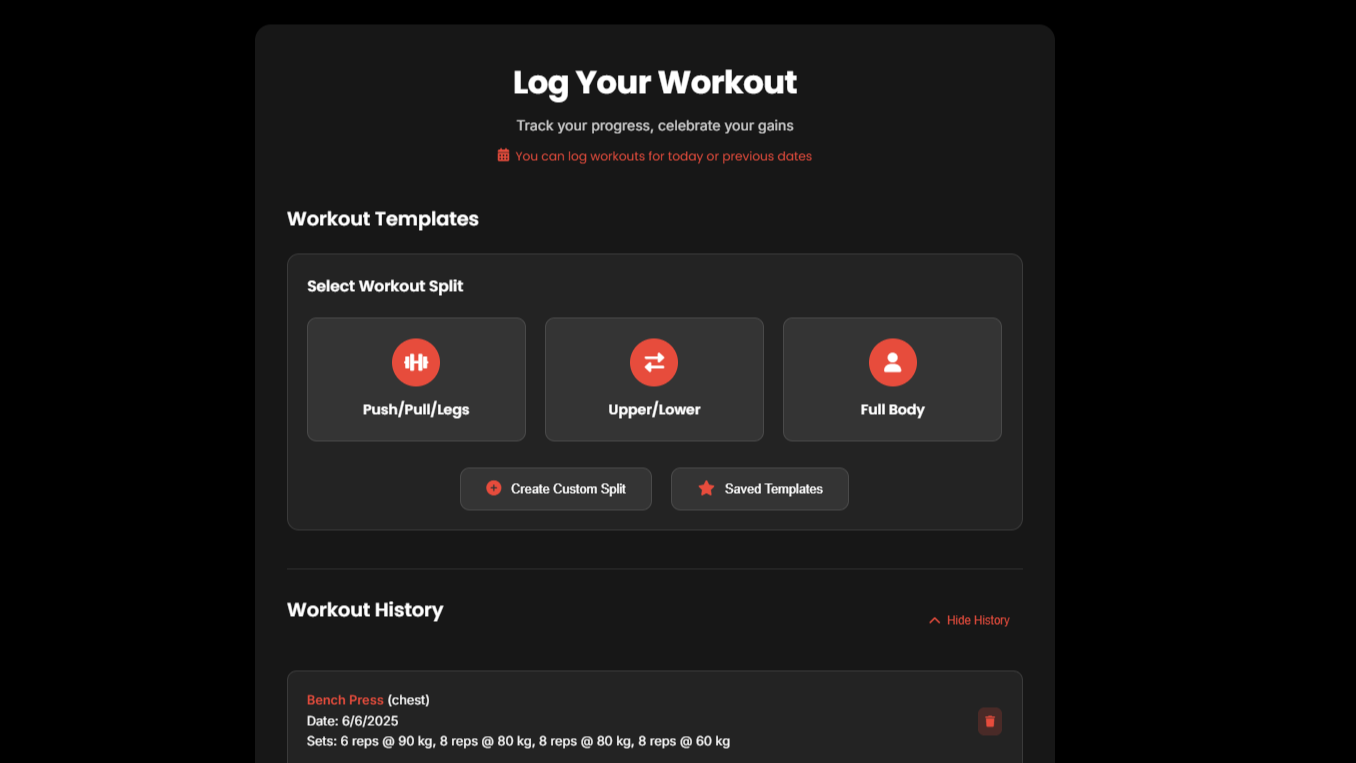 Log Your Workout
Track your progress, celebrate your gains
You can log workouts for today or previous dates
Workout Templates
Select Workout Split
Push/Pull/Legs
Upper/Lower
Full Body
Create Custom Split
Saved Templates
Workout History
Hide History
Bench Press (chest)
Date: 6/6/2025
Sets: 6 reps @ 90 kg, 8 reps @ 80 kg, 8 reps @ 80 kg, 8 reps @ 60 kg